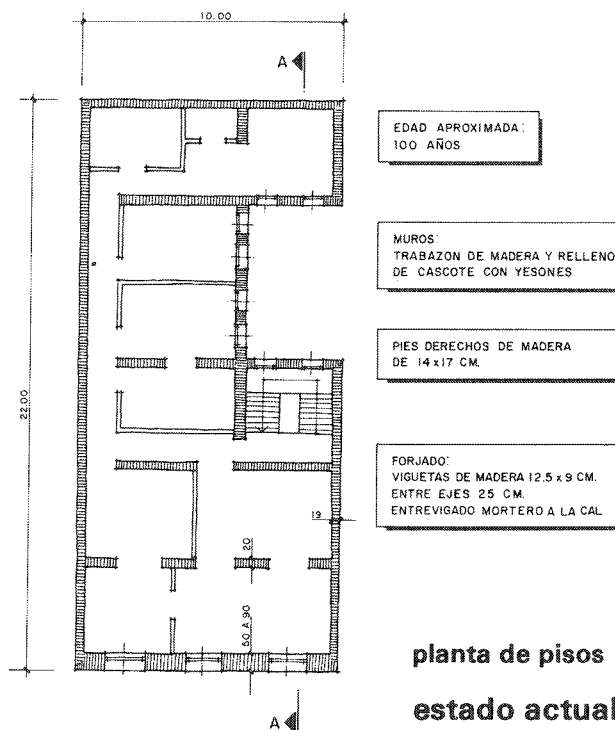 10.00
A
EDAD APROXIMADA:
100 AÑOS
MUROS:
TRABAZON DE MADERA Y RELLENO
DE CASCOTE CON YESONES
PIES DERECHOS DE MADERA
DE 14 x 17 CM.
22.00
FORJADO:
VIGUETAS DE MADERA 12.5 x 9 CM.
ENTRE EJES 25 CM.
ENTREVIGADO MORTERO A LA CAL
19
20
50 A 90
planta de pisos
estado actual
A